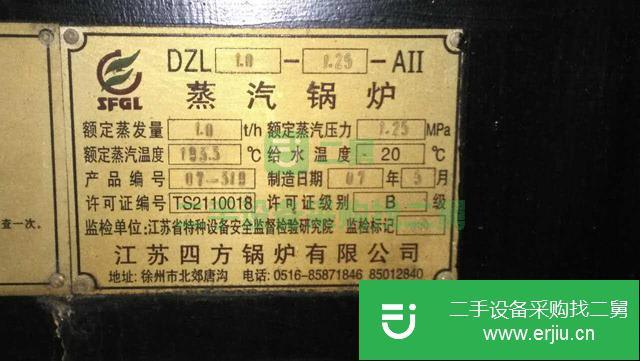 DZL 1.0 - 1.25 - AII
SFGL
蒸汽锅炉
额定蒸发量 1.0 t/h 额定蒸汽压力 1.25 MPa
额定蒸汽温度 193.3 ℃ 给水温度 20 ℃
产品编号 07-319 制造日期 07年5月
许可证编号 TS2110018 许可证级别 B 级
监检单位:江苏省特种设备安全监督检验研究院 监检标记
江苏四方锅炉有限公司
地址: 徐州市北郊唐沟 电话: 0516-85871846 85012840
查一次。
二手设备采购找二舅
www.erjiu.cn